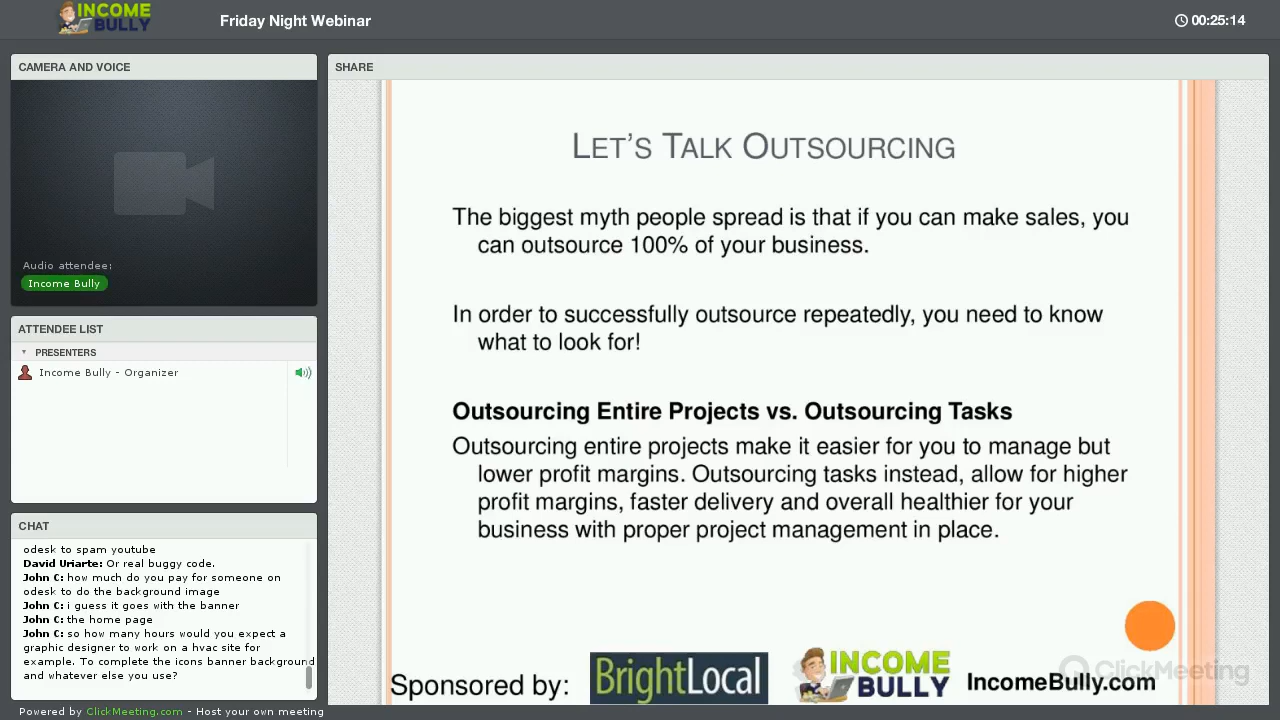 INCOME
BULLY
Friday Night Webinar
00:25:14
CAMERA AND VOICE
Audio attendee:
Income Bully
ATTENDEE LIST
PRESENTERS
Income Bully - Organizer
CHAT
odesk to spam youtube
David Uriarte: Or real buggy code.
John C: how much do you pay for someone on
odesk to do the background image
John C: i guess it goes with the banner
John C: the home page
John C: so how many hours would you expect a
graphic designer to work on a hvac site for
example. To complete the icons banner background
and whatever else you use?
Powered by ClickMeeting.com - Host your own meeting
SHARE
LET'S TALK OUTSOURCING
The biggest myth people spread is that if you can make sales, you
can outsource 100% of your business.
In order to successfully outsource repeatedly, you need to know
what to look for!
Outsourcing Entire Projects vs. Outsourcing Tasks
Outsourcing entire projects make it easier for you to manage but
lower profit margins. Outsourcing tasks instead, allow for higher
profit margins, faster delivery and overall healthier for your
business with proper project management in place.
Sponsored by:
BrightLocal
INCOME
BULLY
IncomeBully.com
ClickMeeting